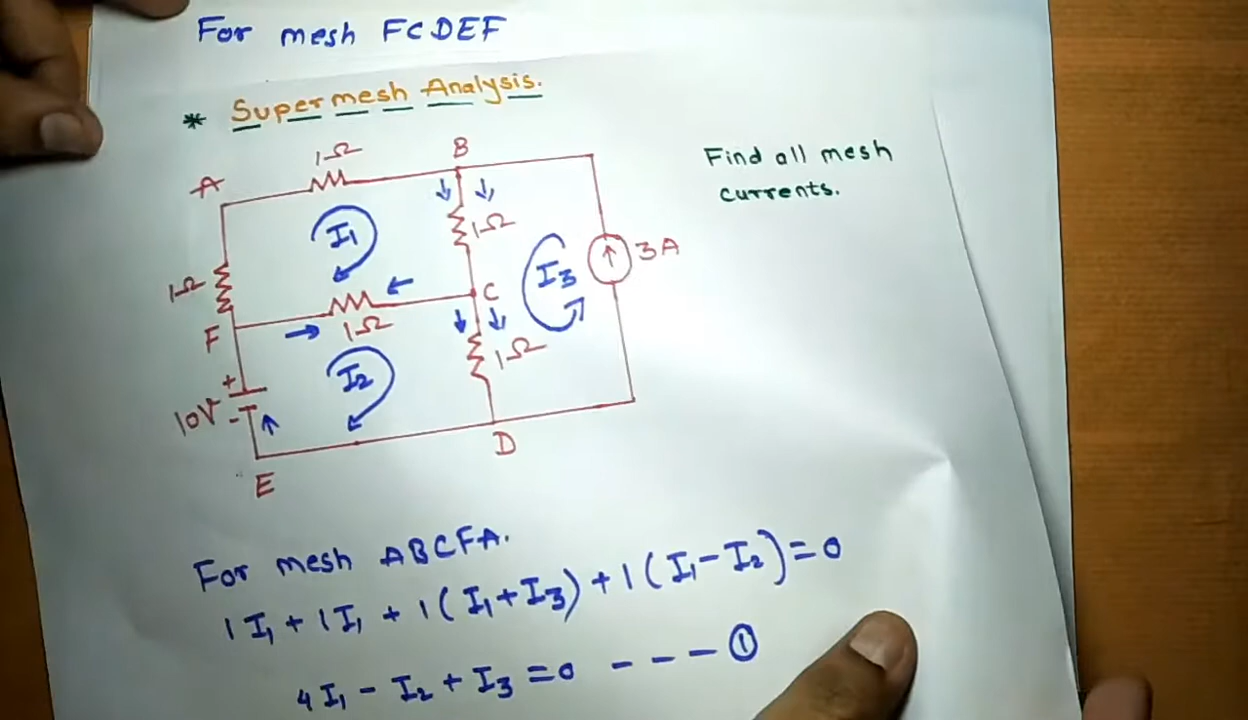 For mesh FCDEF
* Supermesh Analysis.
Find all mesh
currents.
1Ω
B
A
I₁
1Ω
1Ω
I₃
3A
C
F
1Ω
I₂
1Ω
+
10V
-
D
E
For mesh ABCFA.
1I₁ + 1I₁ + 1(I₁+I₃) + 1(I₁-I₂)=0
4I₁ - I₂ + I₃ =0 ---- ①